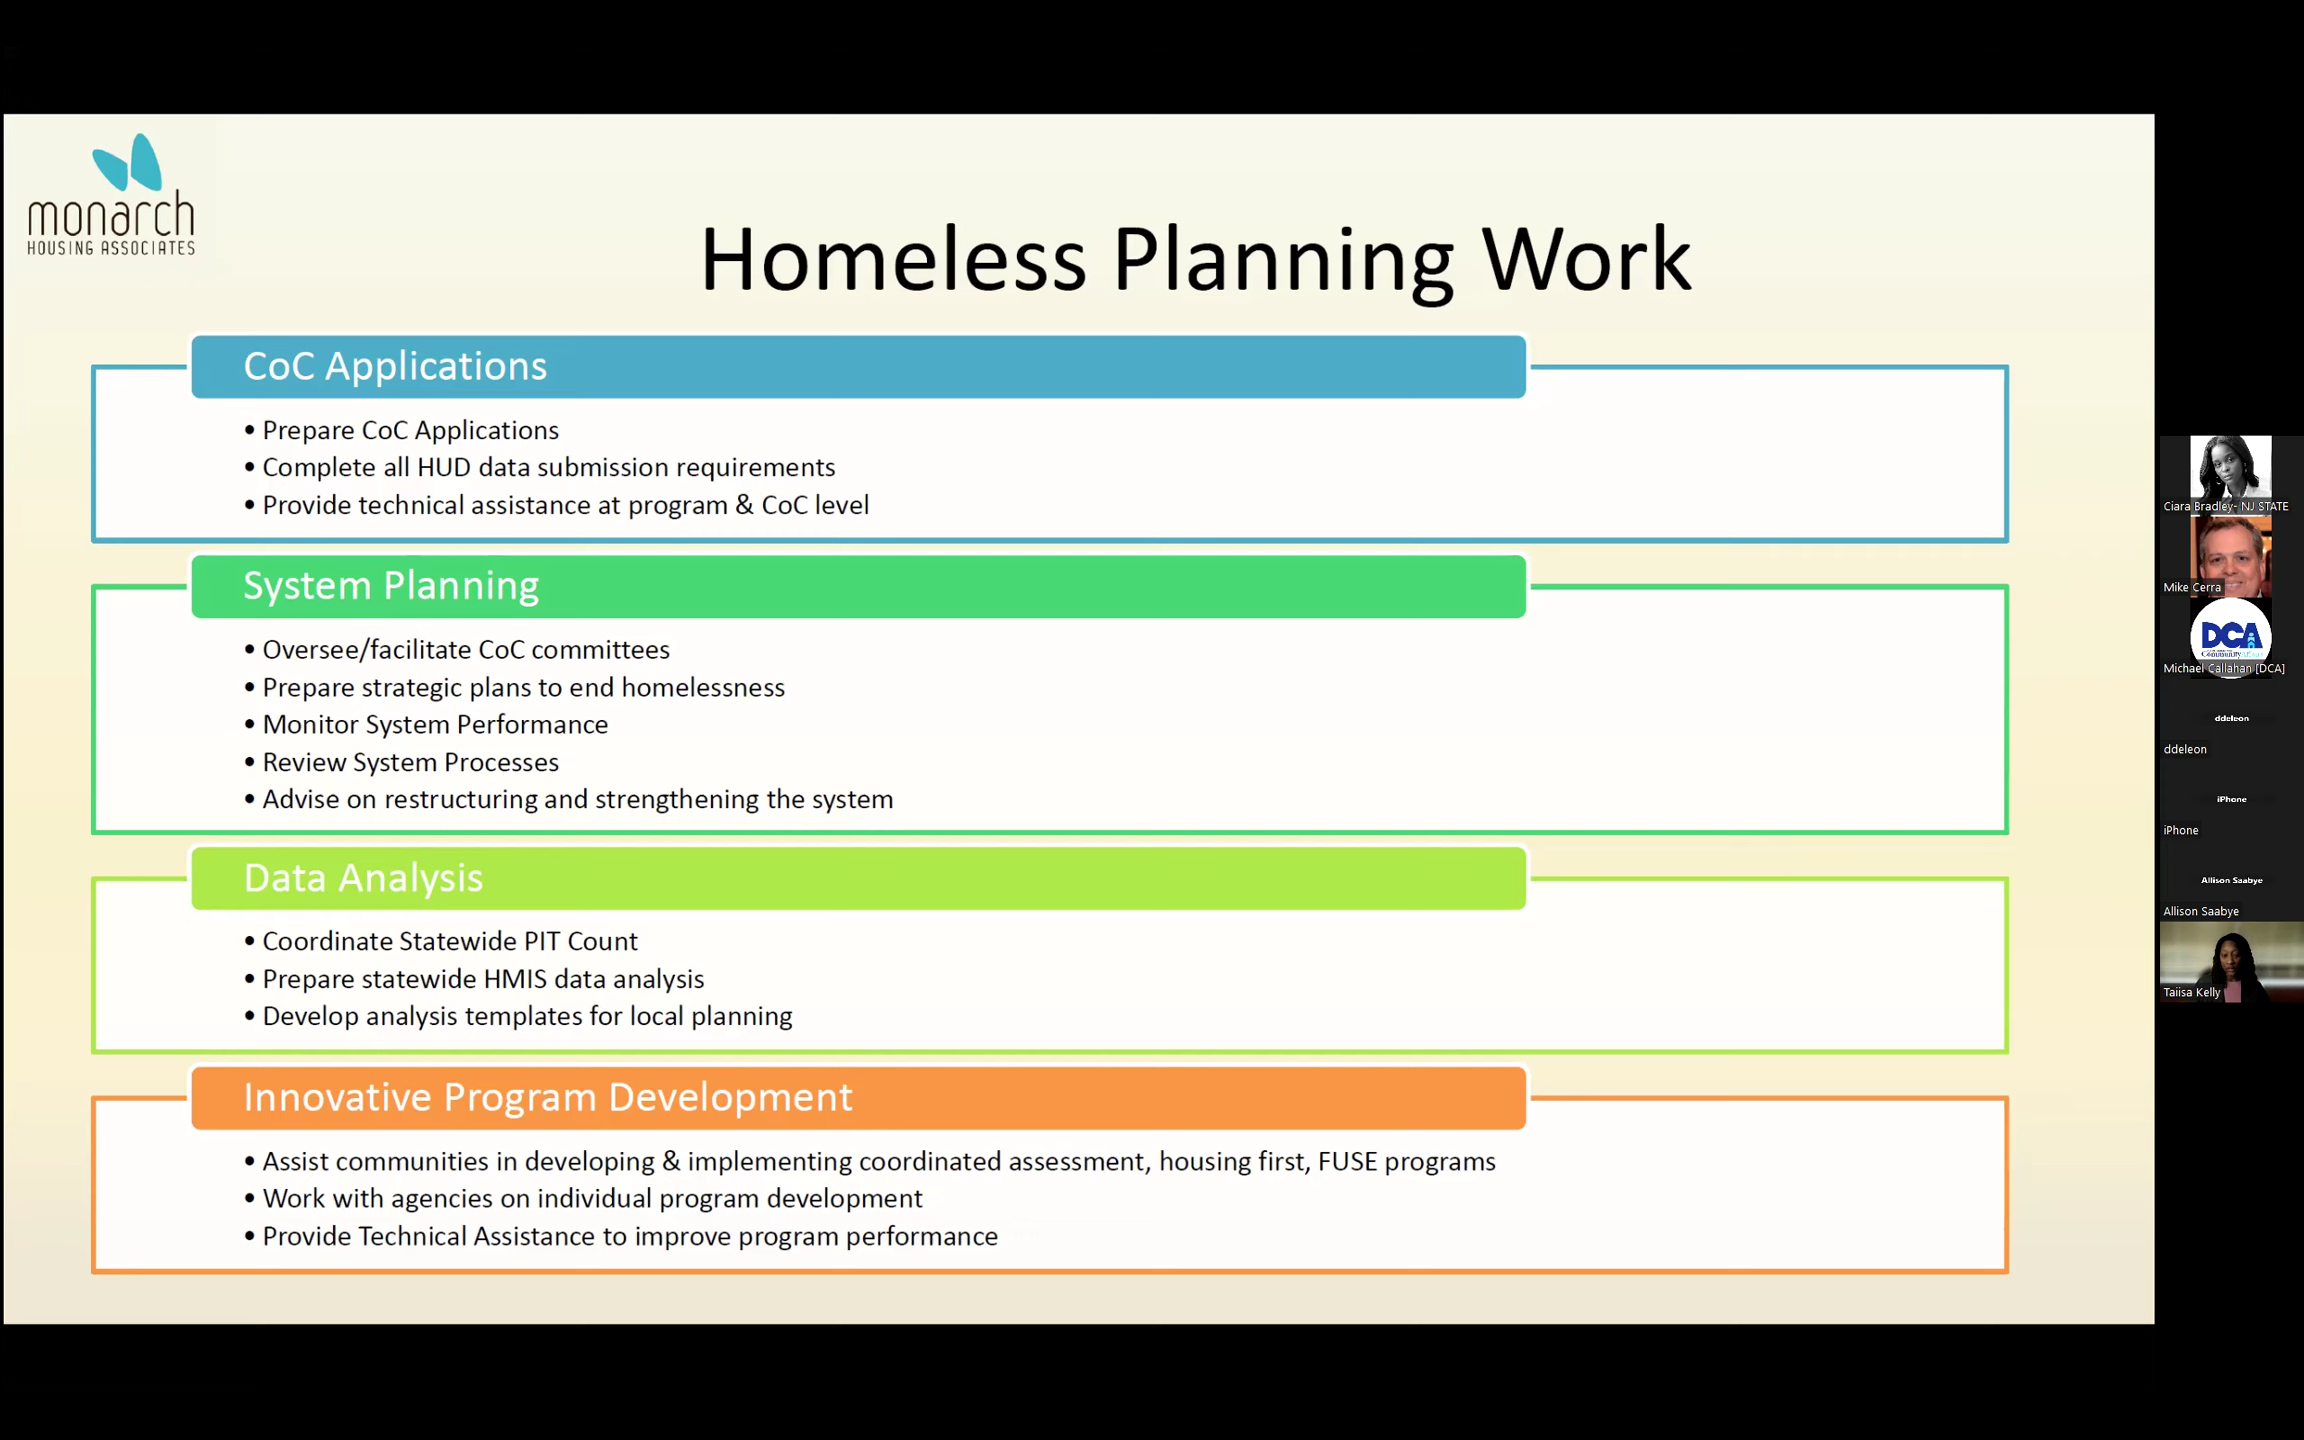 monarch
HOUSING ASSOCIATES
Homeless Planning Work
CoC Applications
• Prepare CoC Applications
• Complete all HUD data submission requirements
• Provide technical assistance at program & CoC level
System Planning
• Oversee/facilitate CoC committees
• Prepare strategic plans to end homelessness
• Monitor System Performance
• Review System Processes
• Advise on restructuring and strengthening the system
Data Analysis
• Coordinate Statewide PIT Count
• Prepare statewide HMIS data analysis
• Develop analysis templates for local planning
Innovative Program Development
• Assist communities in developing & implementing coordinated assessment, housing first, FUSE programs
• Work with agencies on individual program development
• Provide Technical Assistance to improve program performance
Ciara Bradley- NJ STATE
Mike Cerra
DCA
Michael Callahan [DCA]
ddeleon
ddeleon
iPhone
iPhone
Allison Saabye
Allison Saabye
Taiisa Kelly